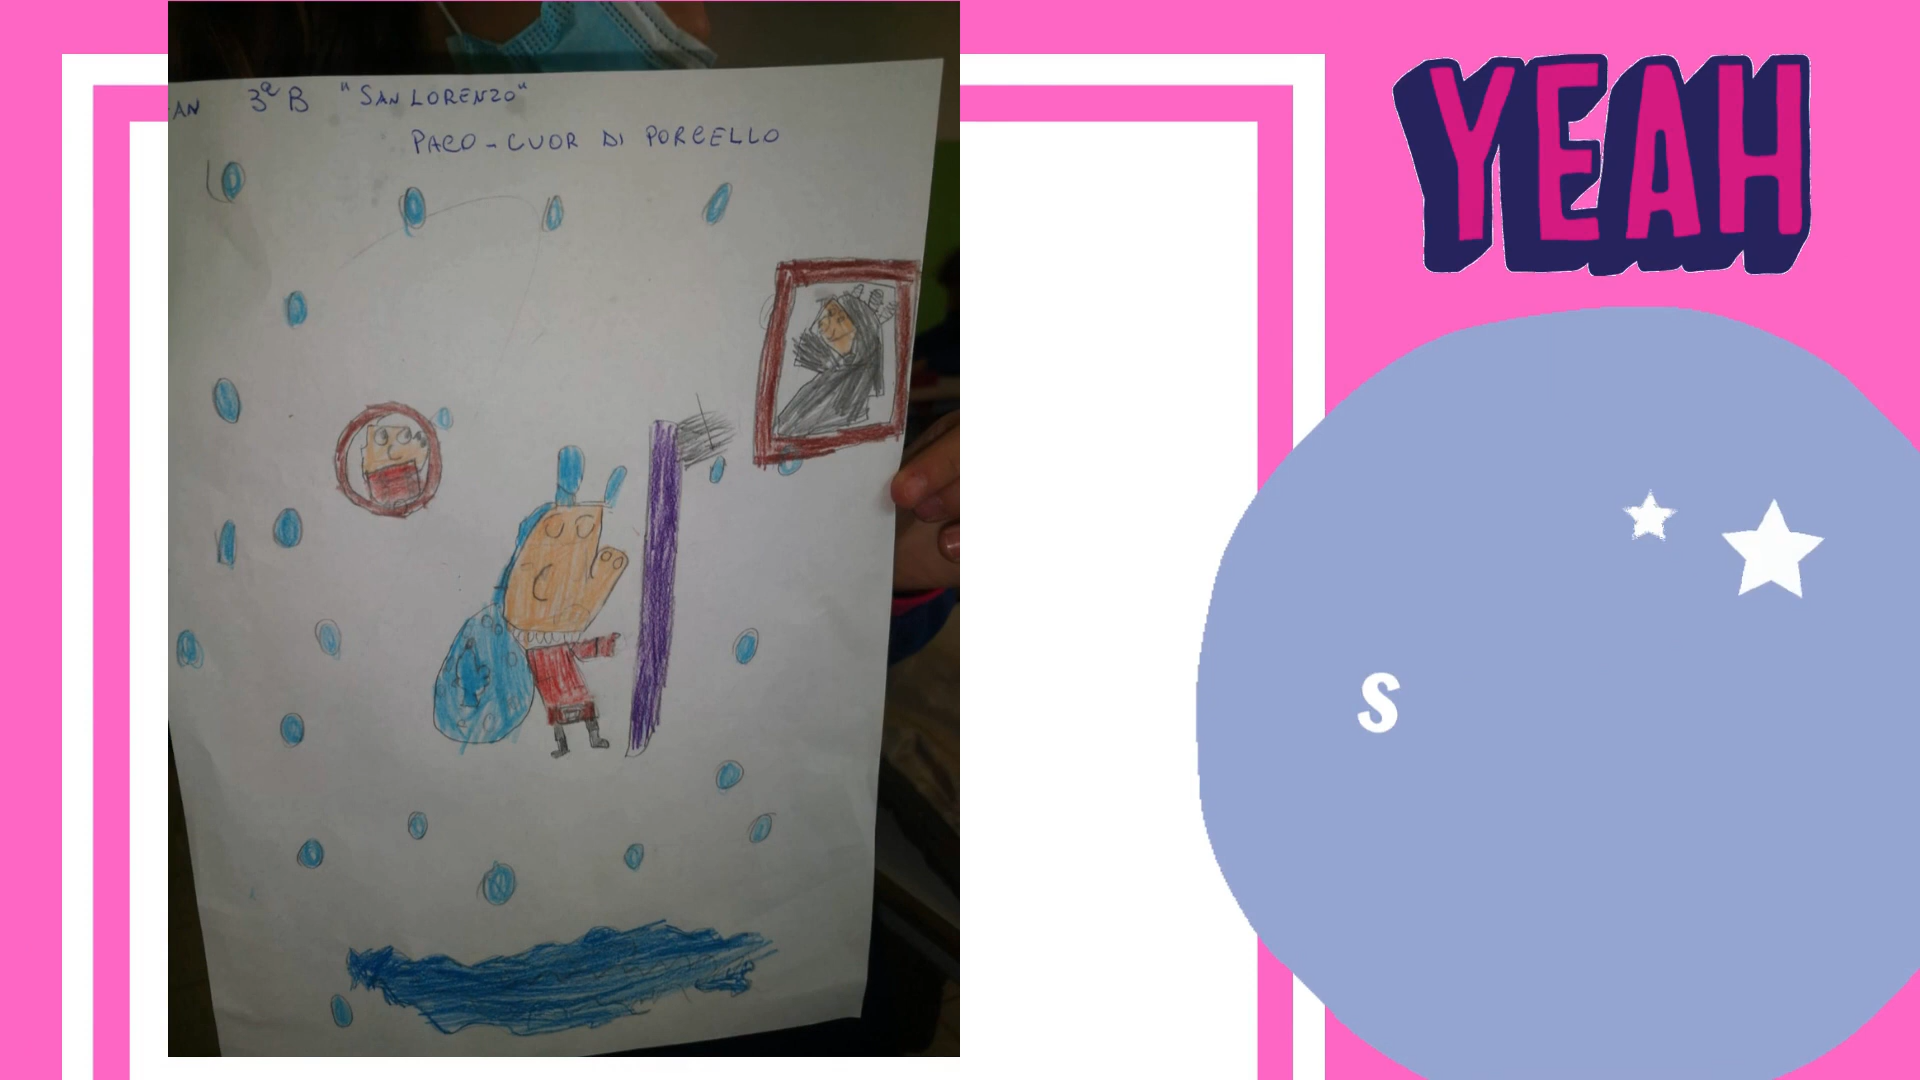 AN 3ª B "SAN LORENZO"
PACO - CUOR DI PORCELLO
YEAH
S